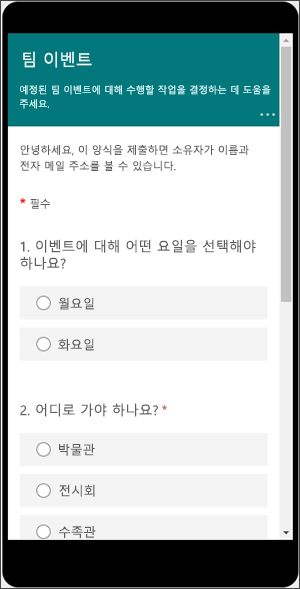 팀 이벤트
예정된 팀 이벤트에 대해 수행할 작업을 결정하는 데 도움을
주세요.
...
안녕하세요, 이 양식을 제출하면 소유자가 이름과
전자 메일 주소를 볼 수 있습니다.
* 필수
1. 이벤트에 대해 어떤 요일을 선택해야
하나요?
월요일
화요일
2. 어디로 가야 하나요? *
박물관
전시회
수족관